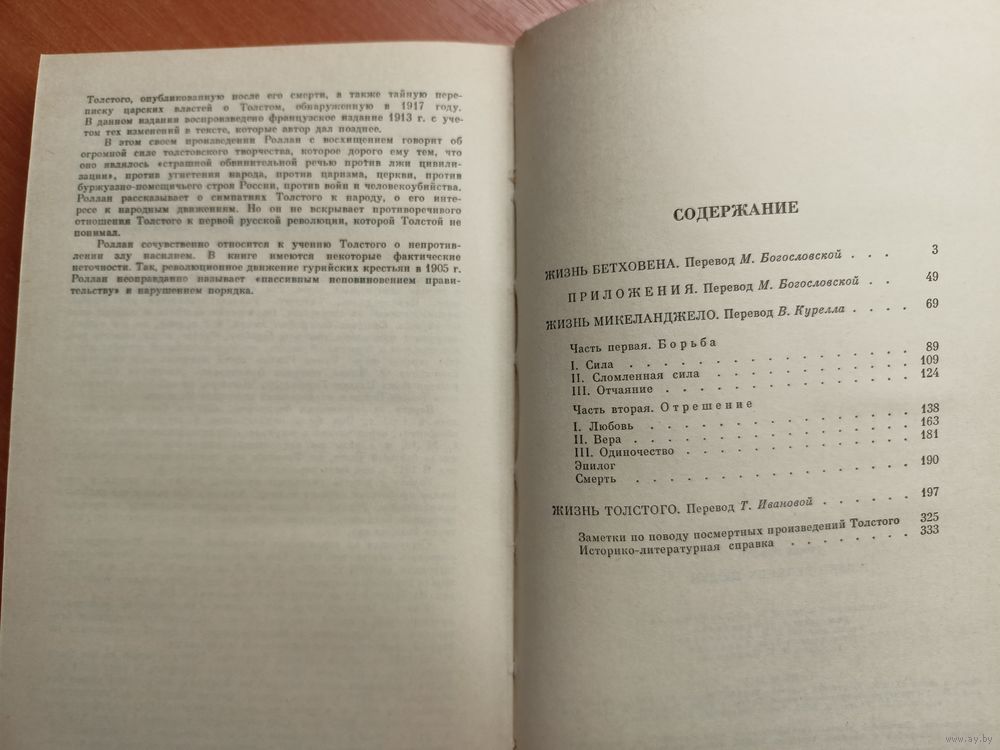 Толстого, опубликованную после его смерти, а также тайную пере-
писку царских властей о Толстом, обнаруженную в 1917 году.
В данном издании воспроизведено французское издание 1913 г. с уче-
том тех изменений в тексте, которые автор дал позднее.
В этом своем произведении Роллан с восхищением говорит об
огромной силе толстовского творчества, которое дорого ему тем, что
оно являлось «страшной обвинительной речью против лжи цивили-
зации», против угнетения народа, против царизма, церкви, против
буржуазно-помещичьего строя России, против войн и человекоубийства.
Роллан рассказывает о симпатиях Толстого к народу, о его инте-
ресе к народным движениям. Но он не вскрывает противоречивого
отношения Толстого к первой русской революции, которой Толстой не
понимал.
Роллан сочувственно относится к учению Толстого о непротив-
лении злу насилием. В книге имеются некоторые фактические
неточности. Так, революционное движение гурийских крестьян в 1905 г.
Роллан неоправданно называет «пассивным неповиновением прави-
тельству» и нарушением порядка.
СОДЕРЖАНИЕ
ЖИЗНЬ БЕТХОВЕНА. Перевод М. Богословской . . . 3
ПРИЛОЖЕНИЯ. Перевод М. Богословской . . 49
ЖИЗНЬ МИКЕЛАНДЖЕЛО. Перевод В. Курелла . . . . 69
Часть первая. Борьба
I. Сила . . . . . . . . . . . . . 89
II. Сломленная сила . . . . . . . . . 109
III. Отчаяние . . . . . . . . . . . 124
Часть вторая. Отрешение
I. Любовь . . . . . . . . . . . . 138
II. Вера . . . . . . . . . . . . . 163
III. Одиночество . . . . . . . . . . 181
Эпилог
Смерть . . . . . . . . . . . . . 190
ЖИЗНЬ ТОЛСТОГО. Перевод Т. Ивановой . . . . . . 197
Заметки по поводу посмертных произведений Толстого 325
Историко-литературная справка . . . . . . . 333
www.ay.by